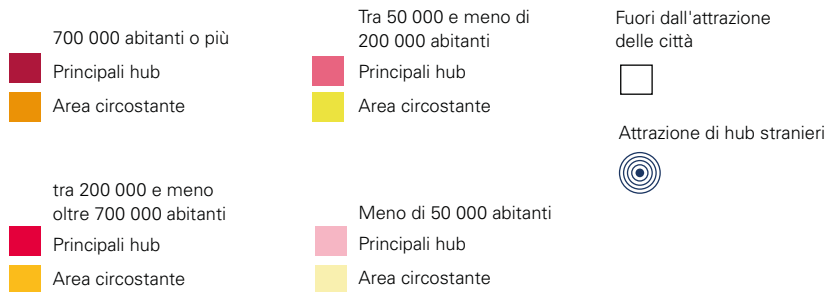 700 000 abitanti o più
Principali hub
Area circostante
tra 200 000 e meno
oltre 700 000 abitanti
Principali hub
Area circostante
Tra 50 000 e meno di
200 000 abitanti
Principali hub
Area circostante
Meno di 50 000 abitanti
Principali hub
Area circostante
Fuori dall'attrazione
delle città
Attrazione di hub stranieri